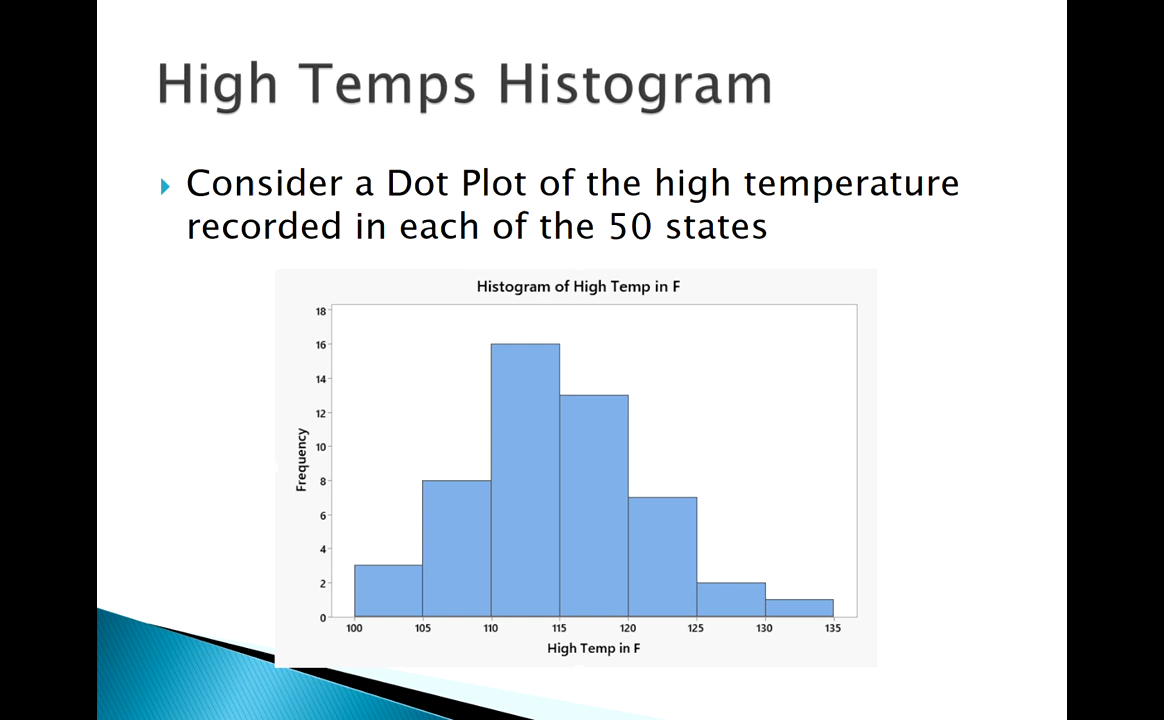 High Temps Histogram
Consider a Dot Plot of the high temperature
recorded in each of the 50 states
Histogram of High Temp in F
18
16
14
12
10
8
6
4
2
0
Frequency
100 105 110 115 120 125 130 135
High Temp in F